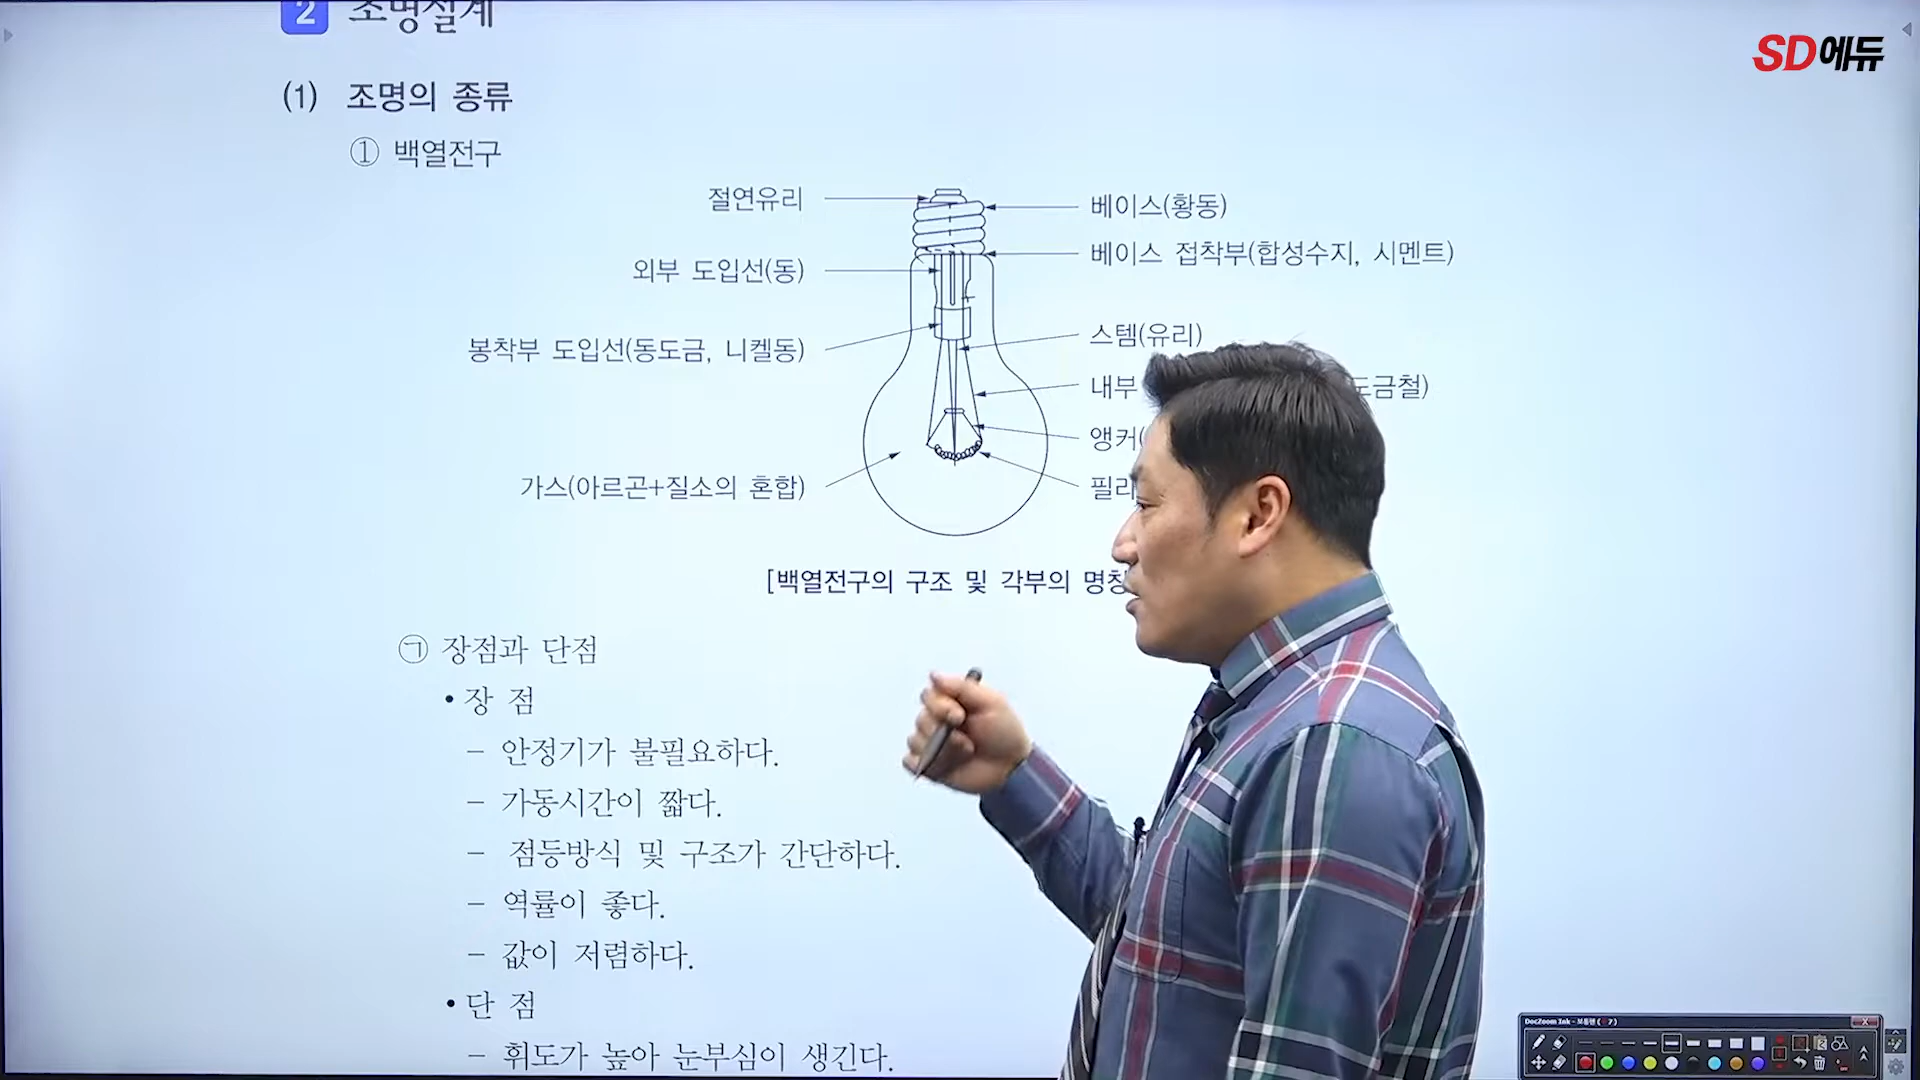 2 조명설계
SD에듀
(1) 조명의 종류
① 백열전구
절연유리
베이스(황동)
베이스 접착부(합성수지, 시멘트)
외부 도입선(동)
스템(유리)
봉착부 도입선(동도금, 니켈동)
내부 도금철)
앵커(
가스(아르곤+질소의 혼합)
[백열전구의 구조 및 각부의
㉠ 장점과 단점
• 장 점
– 안정기가 불필요하다.
– 가동시간이 짧다.
– 점등방식 및 구조가 간단하다.
– 역률이 좋다.
– 값이 저렴하다.
• 단 점
– 휘도가 높아 눈부심이 생긴다.